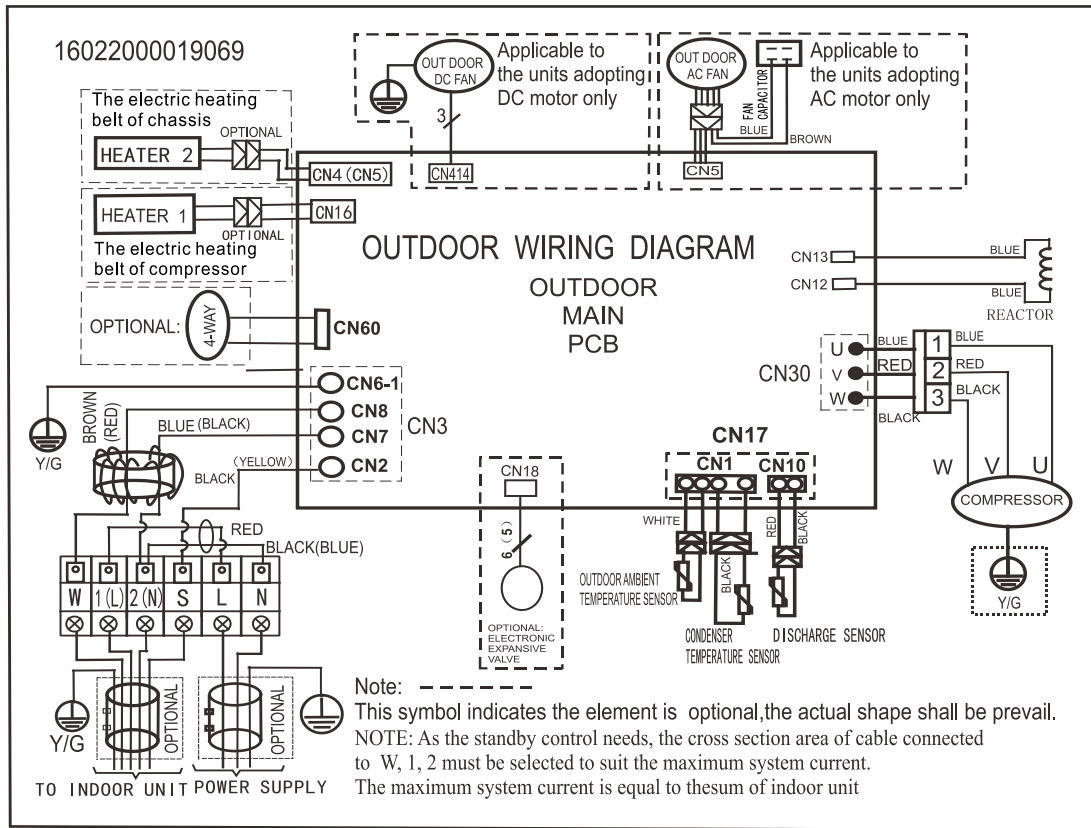 16022000019069
The electric heating
belt of chassis
OPTIONAL
HEATER 2
CN4 (CN5)
HEATER 1
CN16
OPTIONAL
The electric heating
belt of compressor
OPTIONAL:
4-WAY
CN60
OUT DOOR
DC FAN
3
CN414
Applicable to
the units adopting
DC motor only
OUT DOOR
AC FAN
FAN
CAPACITOR
BLUE
BROWN
CN5
Applicable to
the units adopting
AC motor only
OUTDOOR WIRING DIAGRAM
OUTDOOR
MAIN
PCB
CN13
BLUE
CN12
BLUE
REACTOR
CN30
U
BLUE
1
BLUE
V
RED
2
RED
W
BLACK
3
BLACK
W V U
COMPRESSOR
Y/G
CN6-1
CN8
CN7
CN2
CN3
Y/G
BROWN
(RED)
BLUE (BLACK)
BLACK
(YELLOW)
RED
BLACK(BLUE)
W 1(L) 2(N) S L N
Y/G
OPTIONAL
OPTIONAL
TO INDOOR UNIT
POWER SUPPLY
CN18
6 (5)
OPTIONAL:
ELECTRONIC
EXPANSIVE
VALVE
CN17
CN1
CN10
WHITE
BLACK
RED
BLACK
OUTDOOR AMBIENT
TEMPERATURE SENSOR
CONDENSER
TEMPERATURE SENSOR
DISCHARGE SENSOR
Note:
This symbol indicates the element is optional,the actual shape shall be prevail.
NOTE: As the standby control needs, the cross section area of cable connected
to W, 1, 2 must be selected to suit the maximum system current.
The maximum system current is equal to thesum of indoor unit